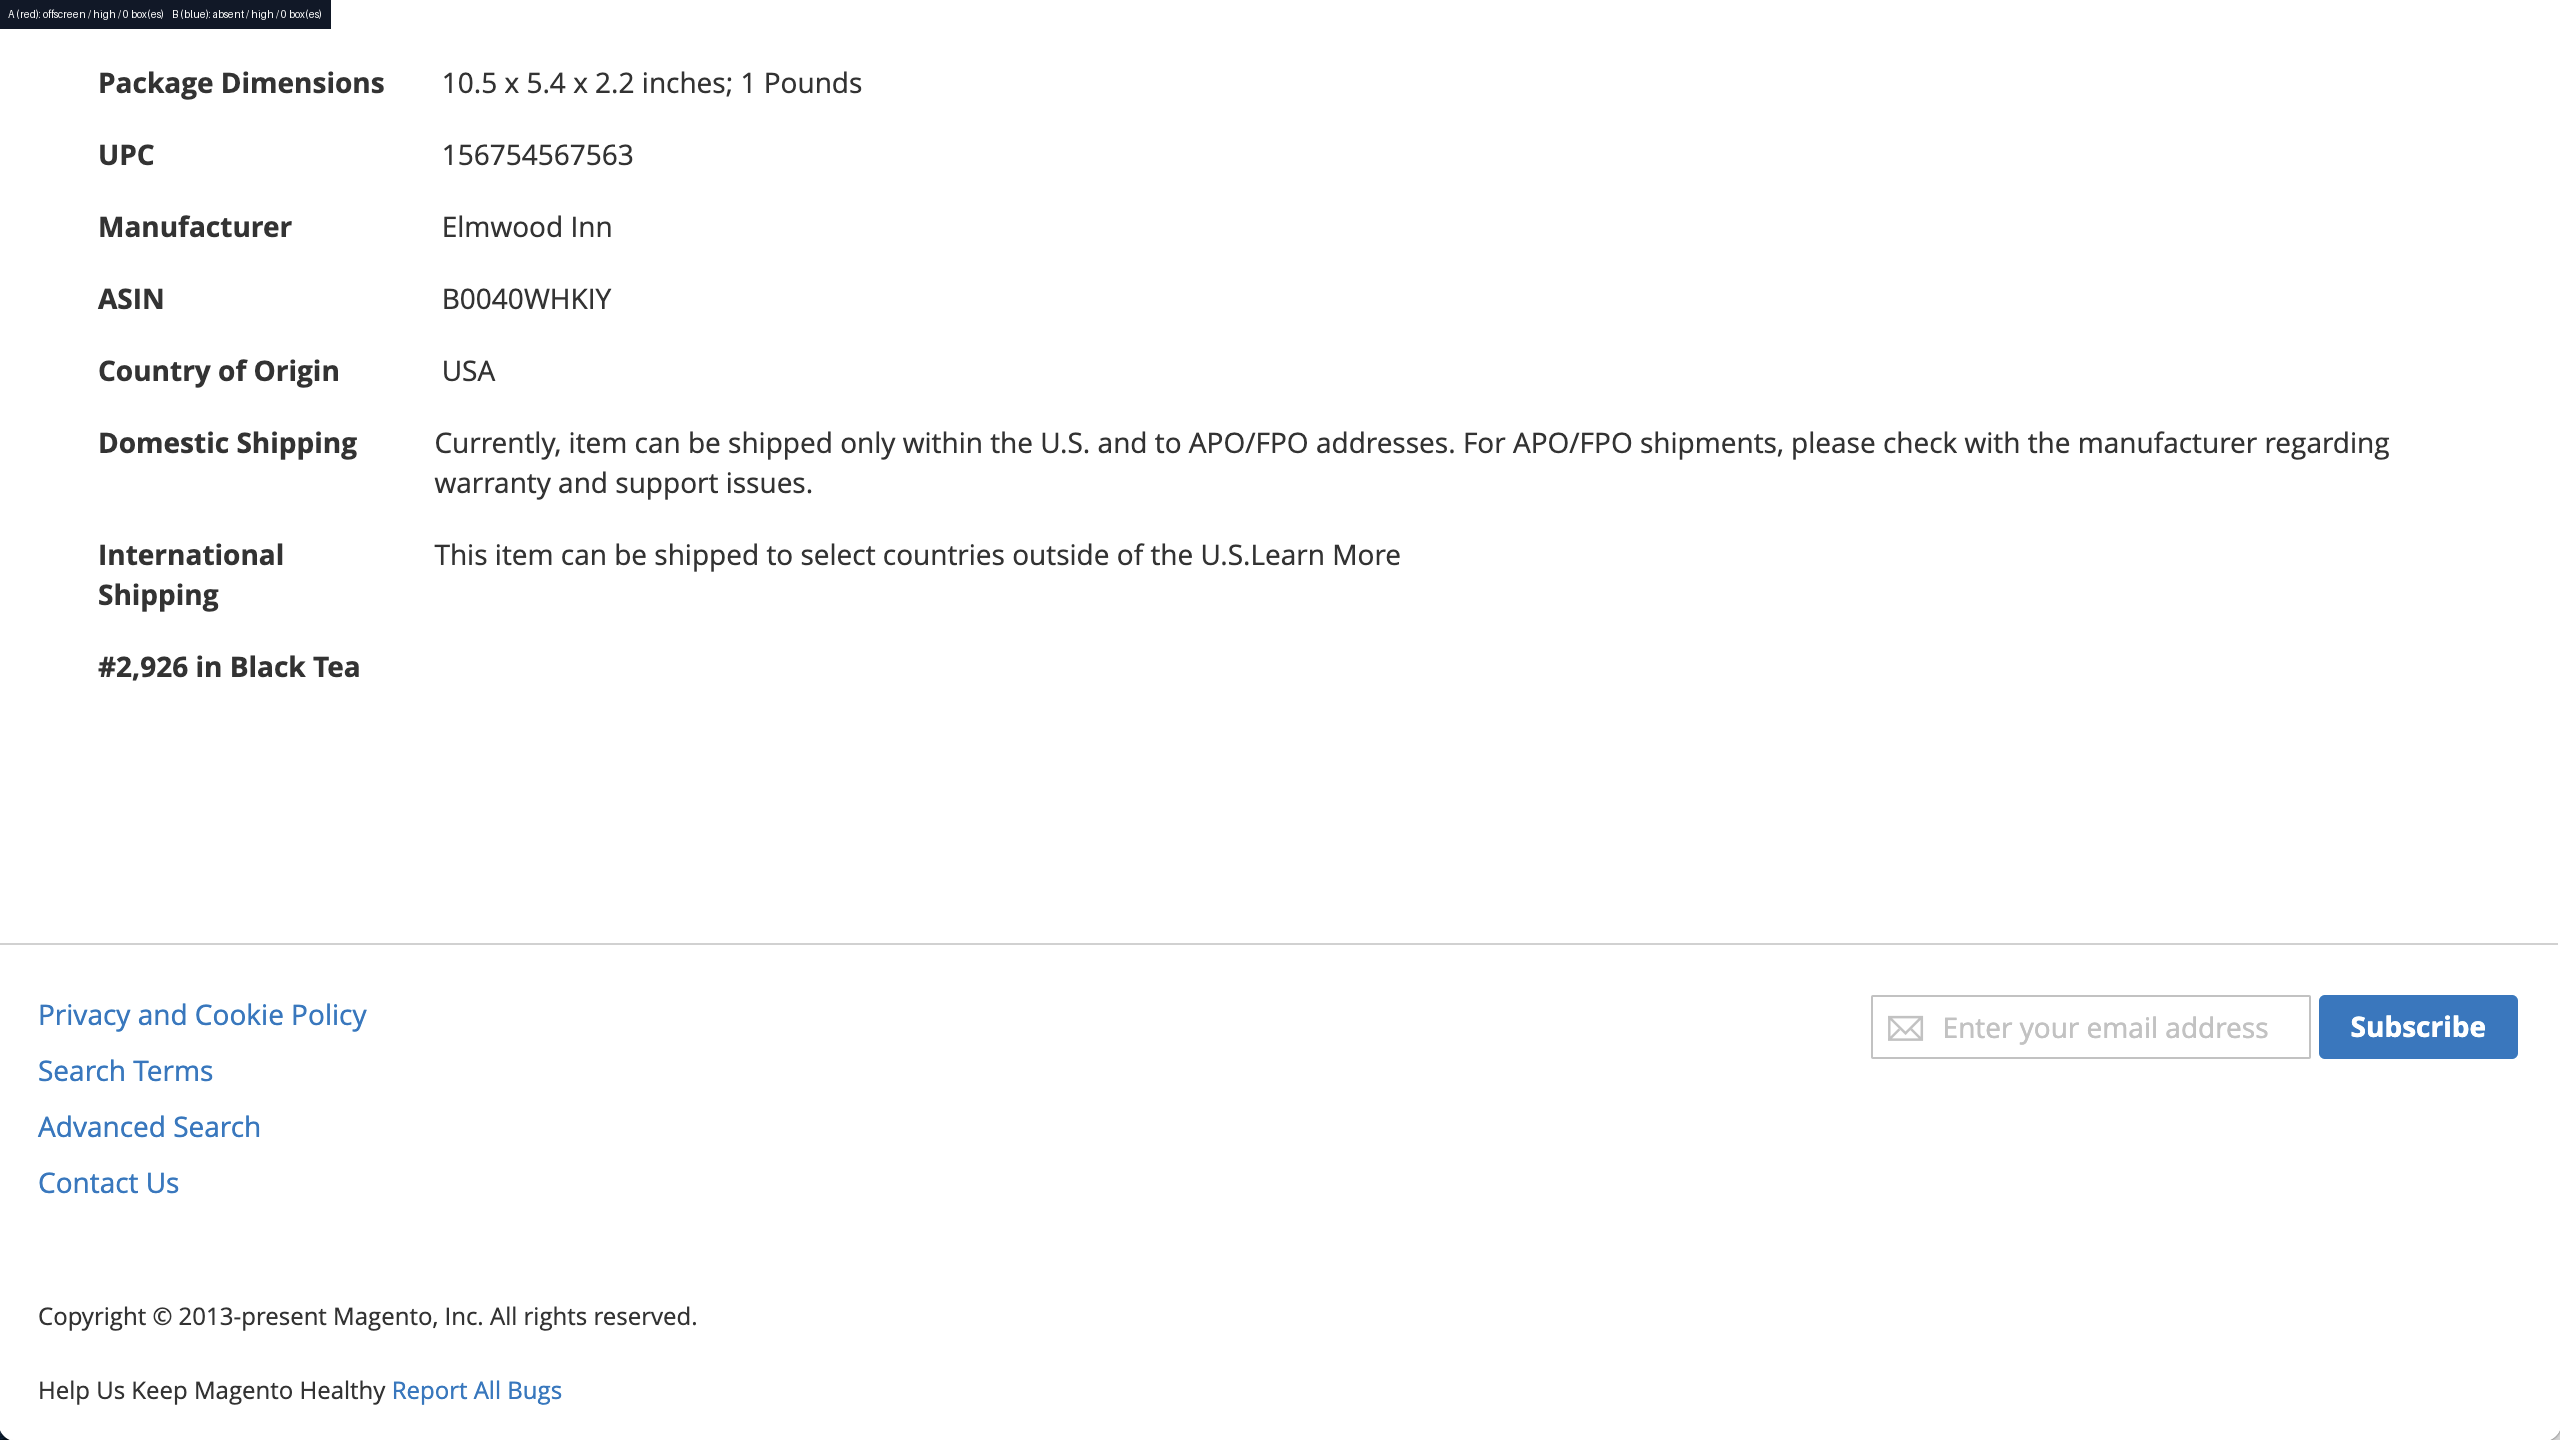 A (red): offscreen / high / 0 box(es) B (blue): absent / high / 0 box(es)
Package Dimensions 10.5 x 5.4 x 2.2 inches; 1 Pounds
UPC 156754567563
Manufacturer Elmwood Inn
ASIN B0040WHKIY
Country of Origin USA
Domestic Shipping Currently, item can be shipped only within the U.S. and to APO/FPO addresses. For APO/FPO shipments, please check with the manufacturer regarding
warranty and support issues.
International This item can be shipped to select countries outside of the U.S.Learn More
Shipping
#2,926 in Black Tea
Privacy and Cookie Policy
Enter your email address Subscribe
Search Terms
Advanced Search
Contact Us
Copyright © 2013-present Magento, Inc. All rights reserved.
Help Us Keep Magento Healthy Report All Bugs